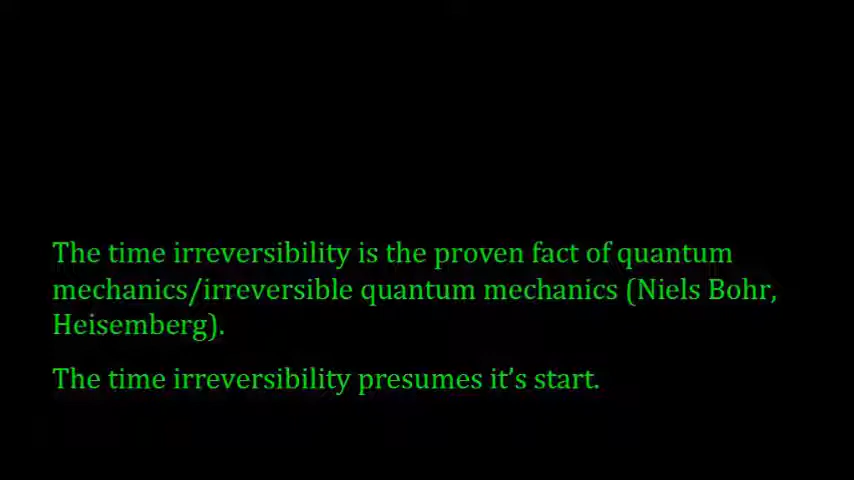 The time irreversibility is the proven fact of quantum
mechanics/irreversible quantum mechanics (Niels Bohr,
Heisemberg).
The time irreversibility presumes it’s start.